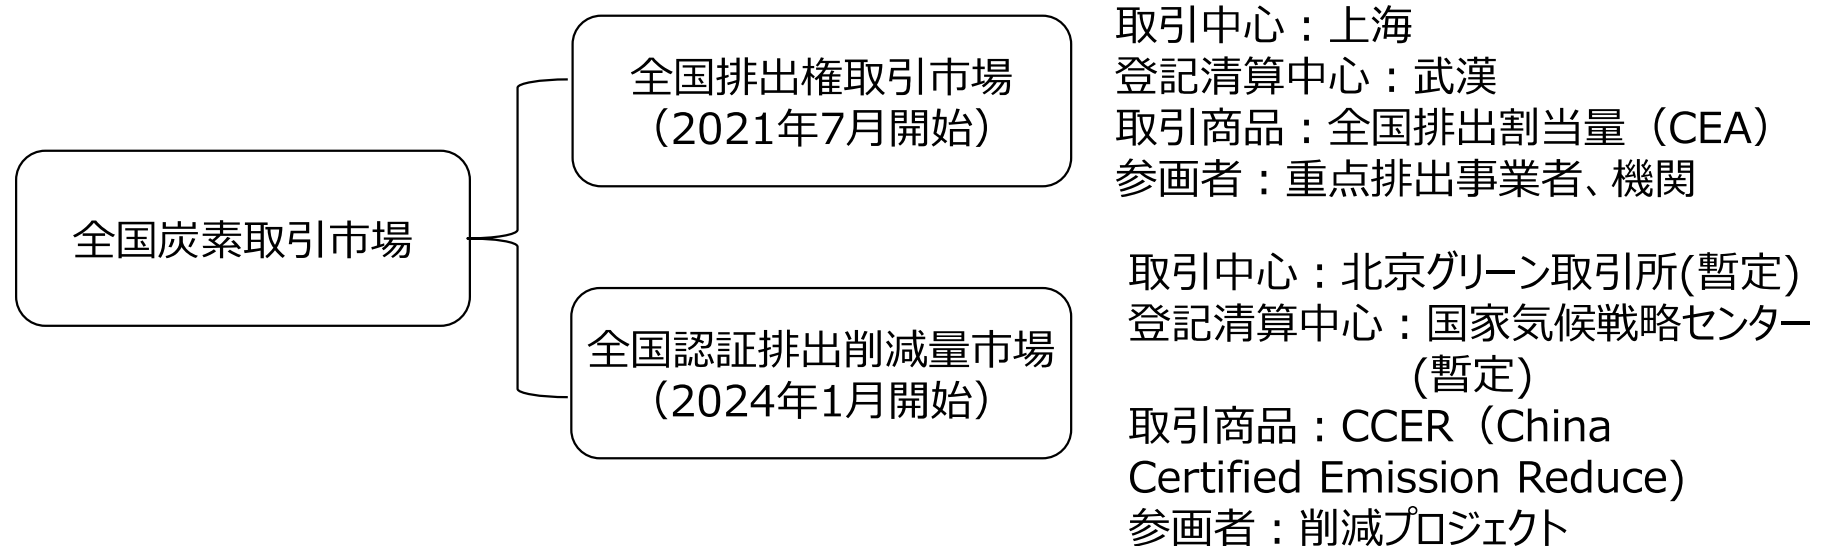 全国炭素取引市場
全国排出権取引市場
（2021年7月開始）
取引中心：上海
登記清算中心：武漢
取引商品：全国排出割当量（CEA）
参画者：重点排出事業者、機関
全国認証排出削減量市場
（2024年1月開始）
取引中心：北京グリーン取引所(暫定)
登記清算中心：国家気候戦略センター
(暫定)
取引商品：CCER（China
Certified Emission Reduce)
参画者：削減プロジェクト